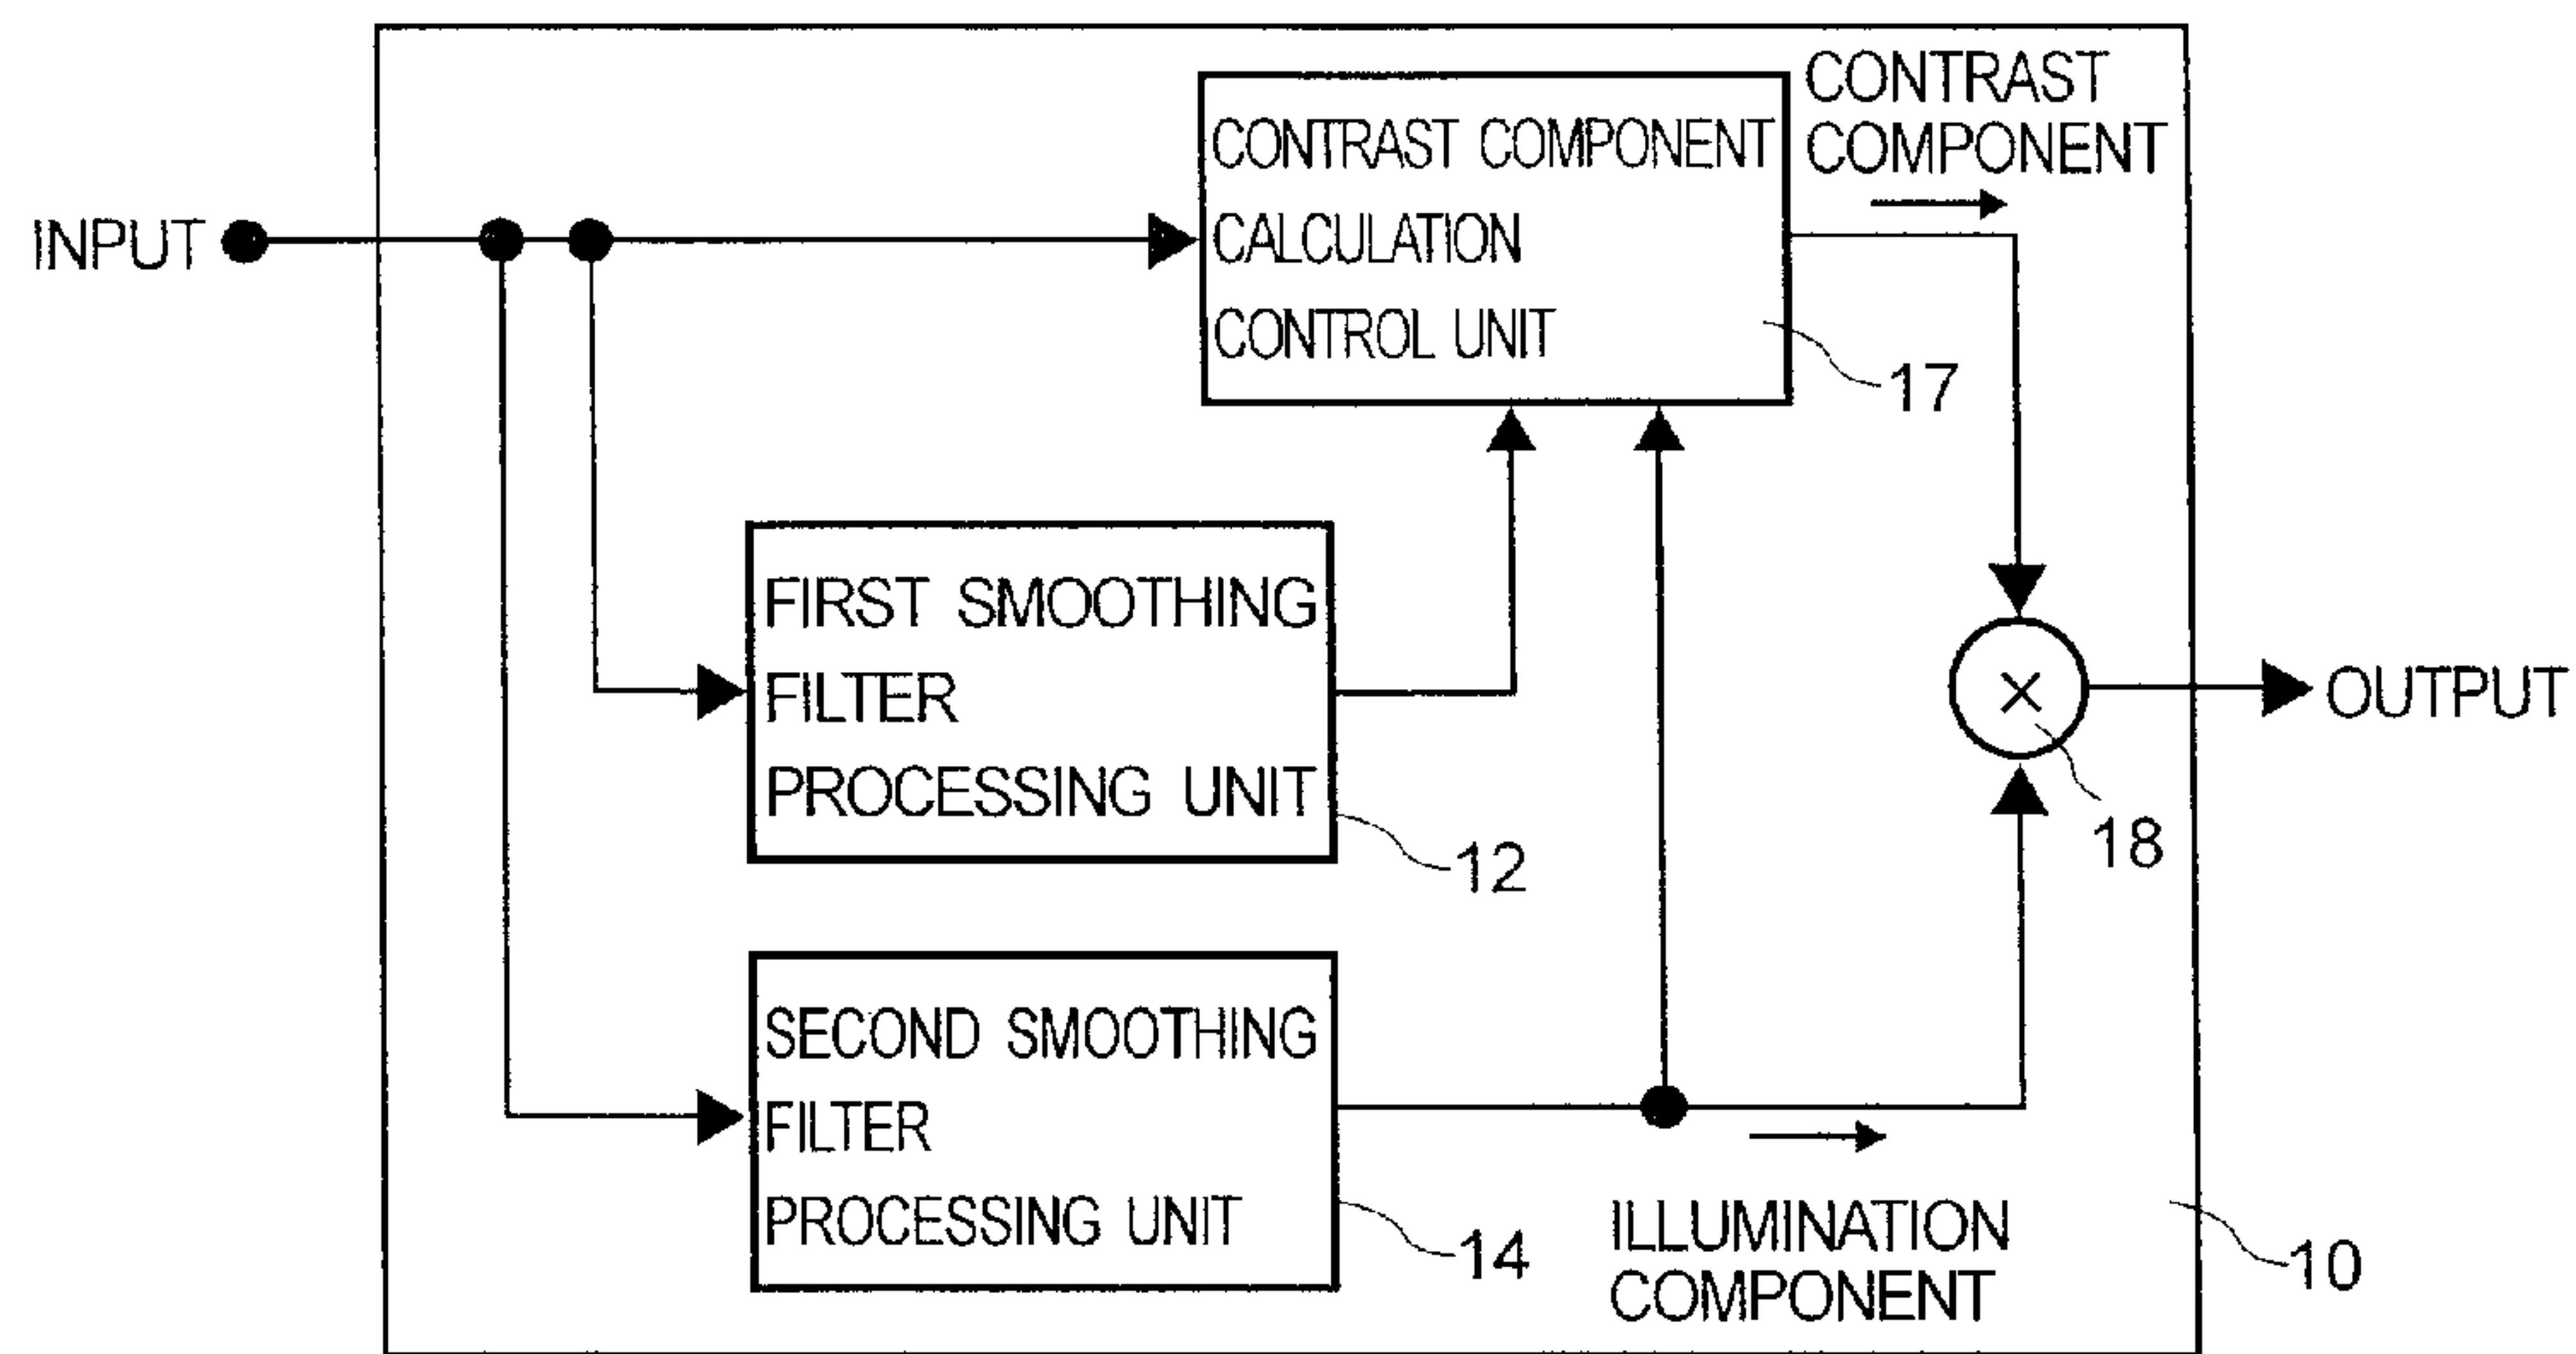 INPUT
CONTRAST COMPONENT
CALCULATION
CONTROL UNIT
17
CONTRAST
COMPONENT
FIRST SMOOTHING
FILTER
PROCESSING UNIT
12
×
18
OUTPUT
SECOND SMOOTHING
FILTER
PROCESSING UNIT
14
ILLUMINATION
COMPONENT
10